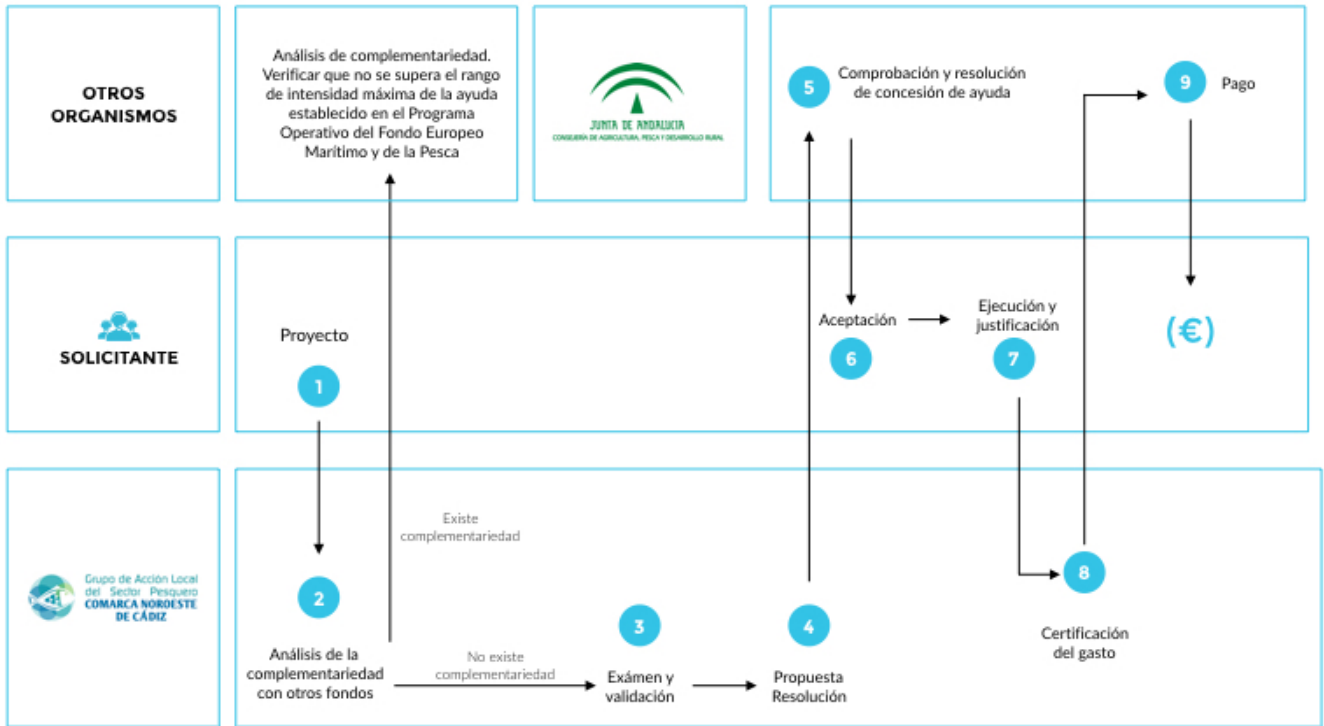 OTROS
ORGANISMOS
Análisis de complementariedad.
Verificar que no se supera el rango
de intensidad máxima de la ayuda
establecido en el Programa
Operativo del Fondo Europeo
Marítimo y de la Pesca
JUNTA DE ANDALUCIA
CONSEJERÍA DE AGRICULTURA, PESCA Y DESARROLLO RURAL
5
Comprobación y resolución
de concesión de ayuda
9
Pago
SOLICITANTE
Proyecto
1
Aceptación
6
Ejecución y
justificación
7
(€)
Grupo de Acción Local
del Sector Pesquero
COMARCA NOROESTE
DE CÁDIZ
2
Análisis de la
complementariedad
con otros fondos
Existe
complementariedad
No existe
complementariedad
3
Exámen y
validación
4
Propuesta
Resolución
8
Certificación
del gasto